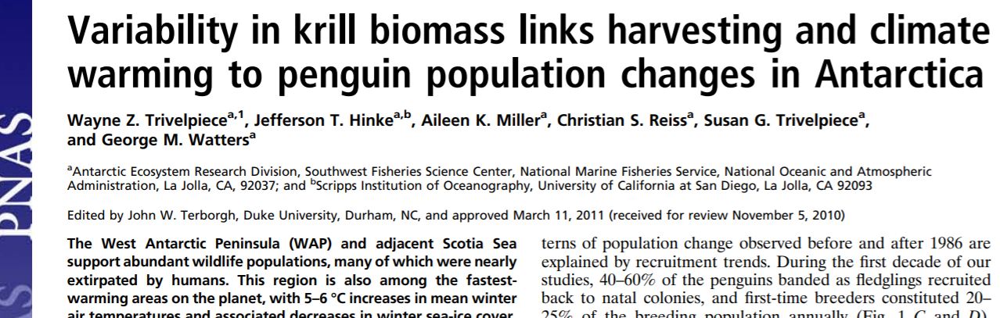 Variability in krill biomass links harvesting and climate
warming to penguin population changes in Antarctica
Wayne Z. Trivelpiece^a,1, Jefferson T. Hinke^a,b, Aileen K. Miller^a, Christian S. Reiss^a, Susan G. Trivelpiece^a,
and George M. Watters^a
^aAntarctic Ecosystem Research Division, Southwest Fisheries Science Center, National Marine Fisheries Service, National Oceanic and Atmospheric
Administration, La Jolla, CA, 92037; and ^bScripps Institution of Oceanography, University of California at San Diego, La Jolla, CA 92093
Edited by John W. Terborgh, Duke University, Durham, NC, and approved March 11, 2011 (received for review November 5, 2010)
The West Antarctic Peninsula (WAP) and adjacent Scotia Sea
support abundant wildlife populations, many of which were nearly
extirpated by humans. This region is also among the fastest-
warming areas on the planet, with 5–6 °C increases in mean winter
air temperatures and associated decreases in winter sea-ice cover.
terns of population change observed before and after 1986 are
explained by recruitment trends. During the first decade of our
studies, 40–60% of the penguins banded as fledglings recruited
back to natal colonies, and first-time breeders constituted 20–
25% of the breeding population annually (Fig. 1 C and D).
PNAS